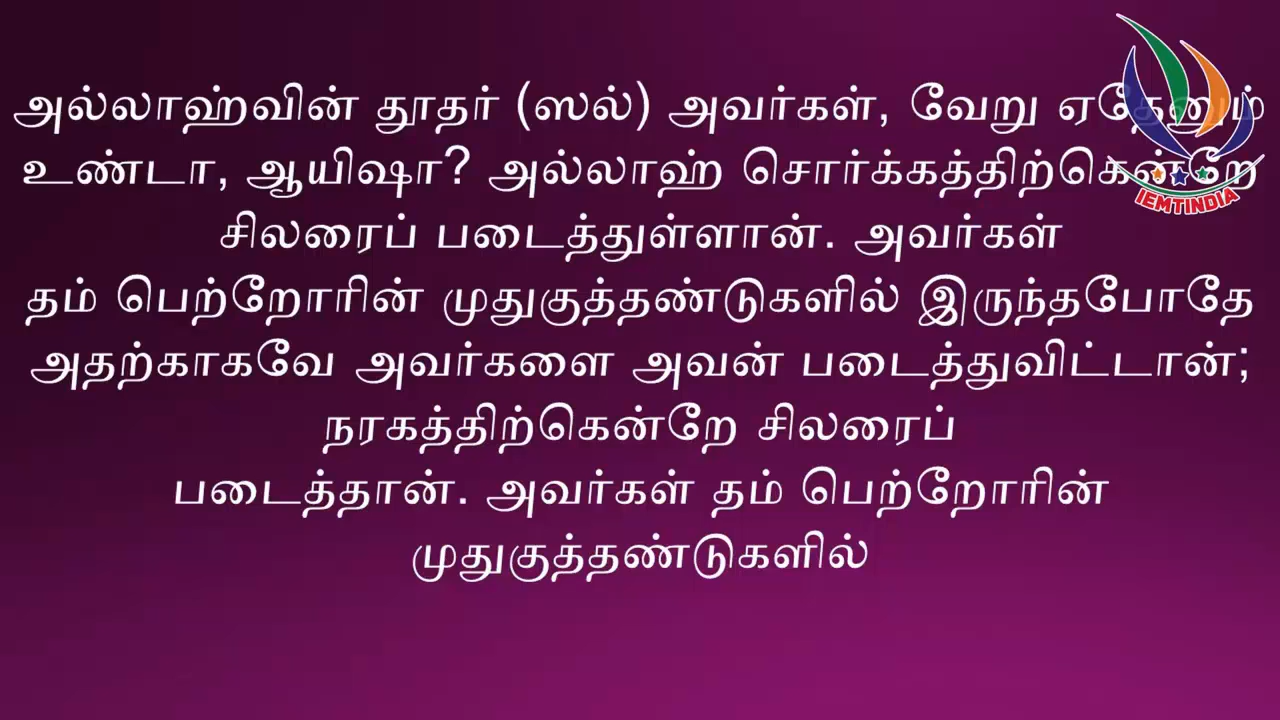 அல்லாஹ்வின் தூதர் (ஸல்) அவர்கள், வேறு ஏதேனும்
உண்டா, ஆயிஷா? அல்லாஹ் சொர்க்கத்திற்கென்றே
சிலரைப் படைத்துள்ளான். அவர்கள்
தம் பெற்றோரின் முதுகுத்தண்டுகளில் இருந்தபோதே
அதற்காகவே அவர்களை அவன் படைத்துவிட்டான்;
நரகத்திற்கென்றே சிலரைப்
படைத்தான். அவர்கள் தம் பெற்றோரின்
முதுகுத்தண்டுகளில்
IEMTINDIA